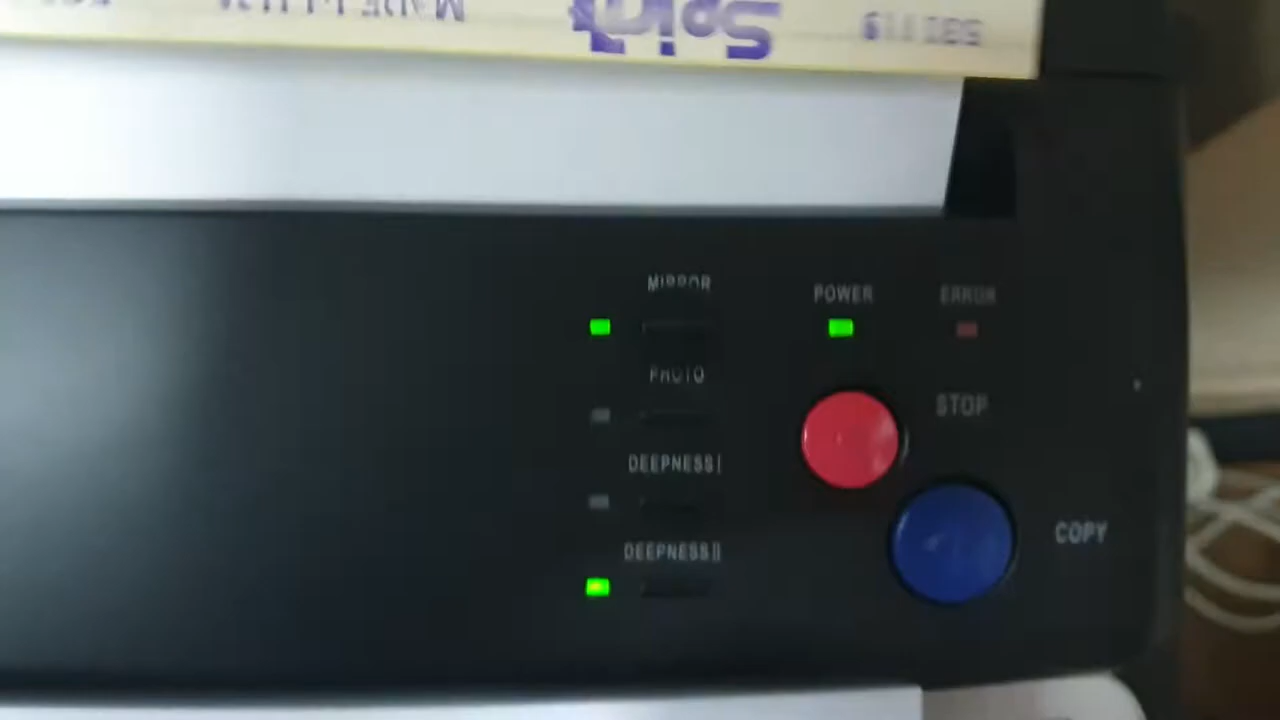 Spirit
MIRROR
POWER
ERROR
PHOTO
STOP
DEEPNESS I
COPY
DEEPNESS II